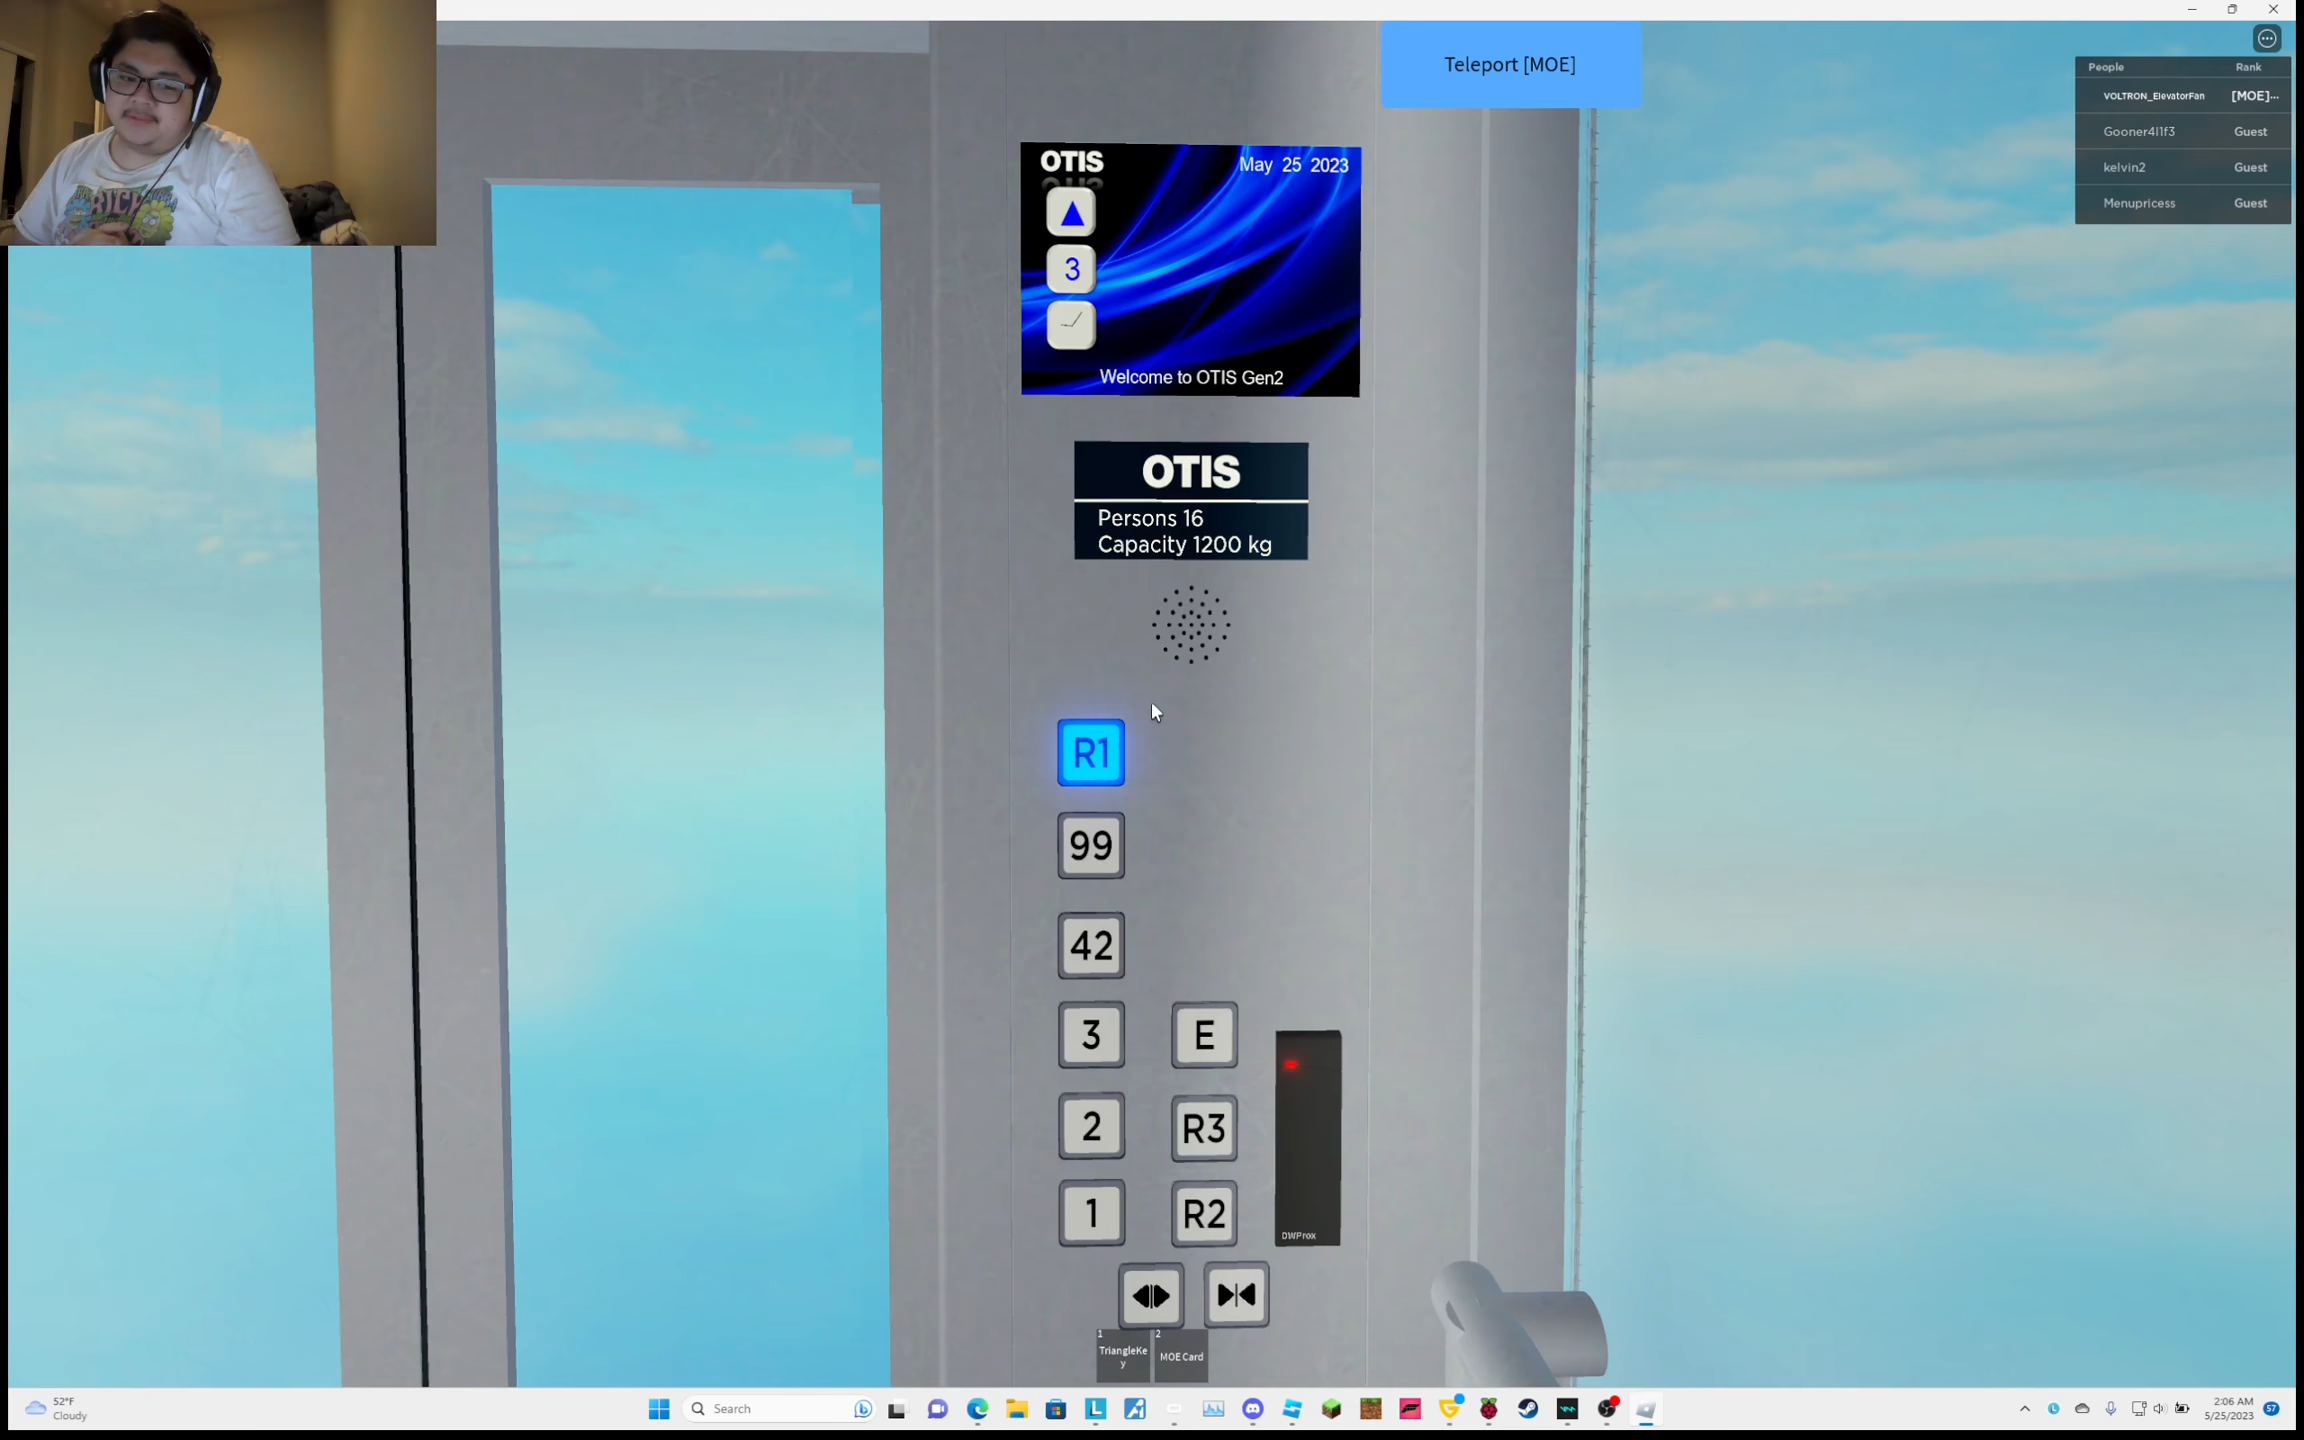 Teleport [MOE]
People Rank
VOLTRON_ElevatorFan [MOE]...
Gooner4l1f3 Guest
kelvin2 Guest
Menupricess Guest
OTIS May 25 2023
3
Welcome to OTIS Gen2
OTIS
Persons 16
Capacity 1200 kg
R1
99
42
3 E
2 R3
1 R2
DWProx
1 2
TriangleKe
y
MOE Card
RICH
52°F
Cloudy
Search
2:06 AM
5/25/2023
57